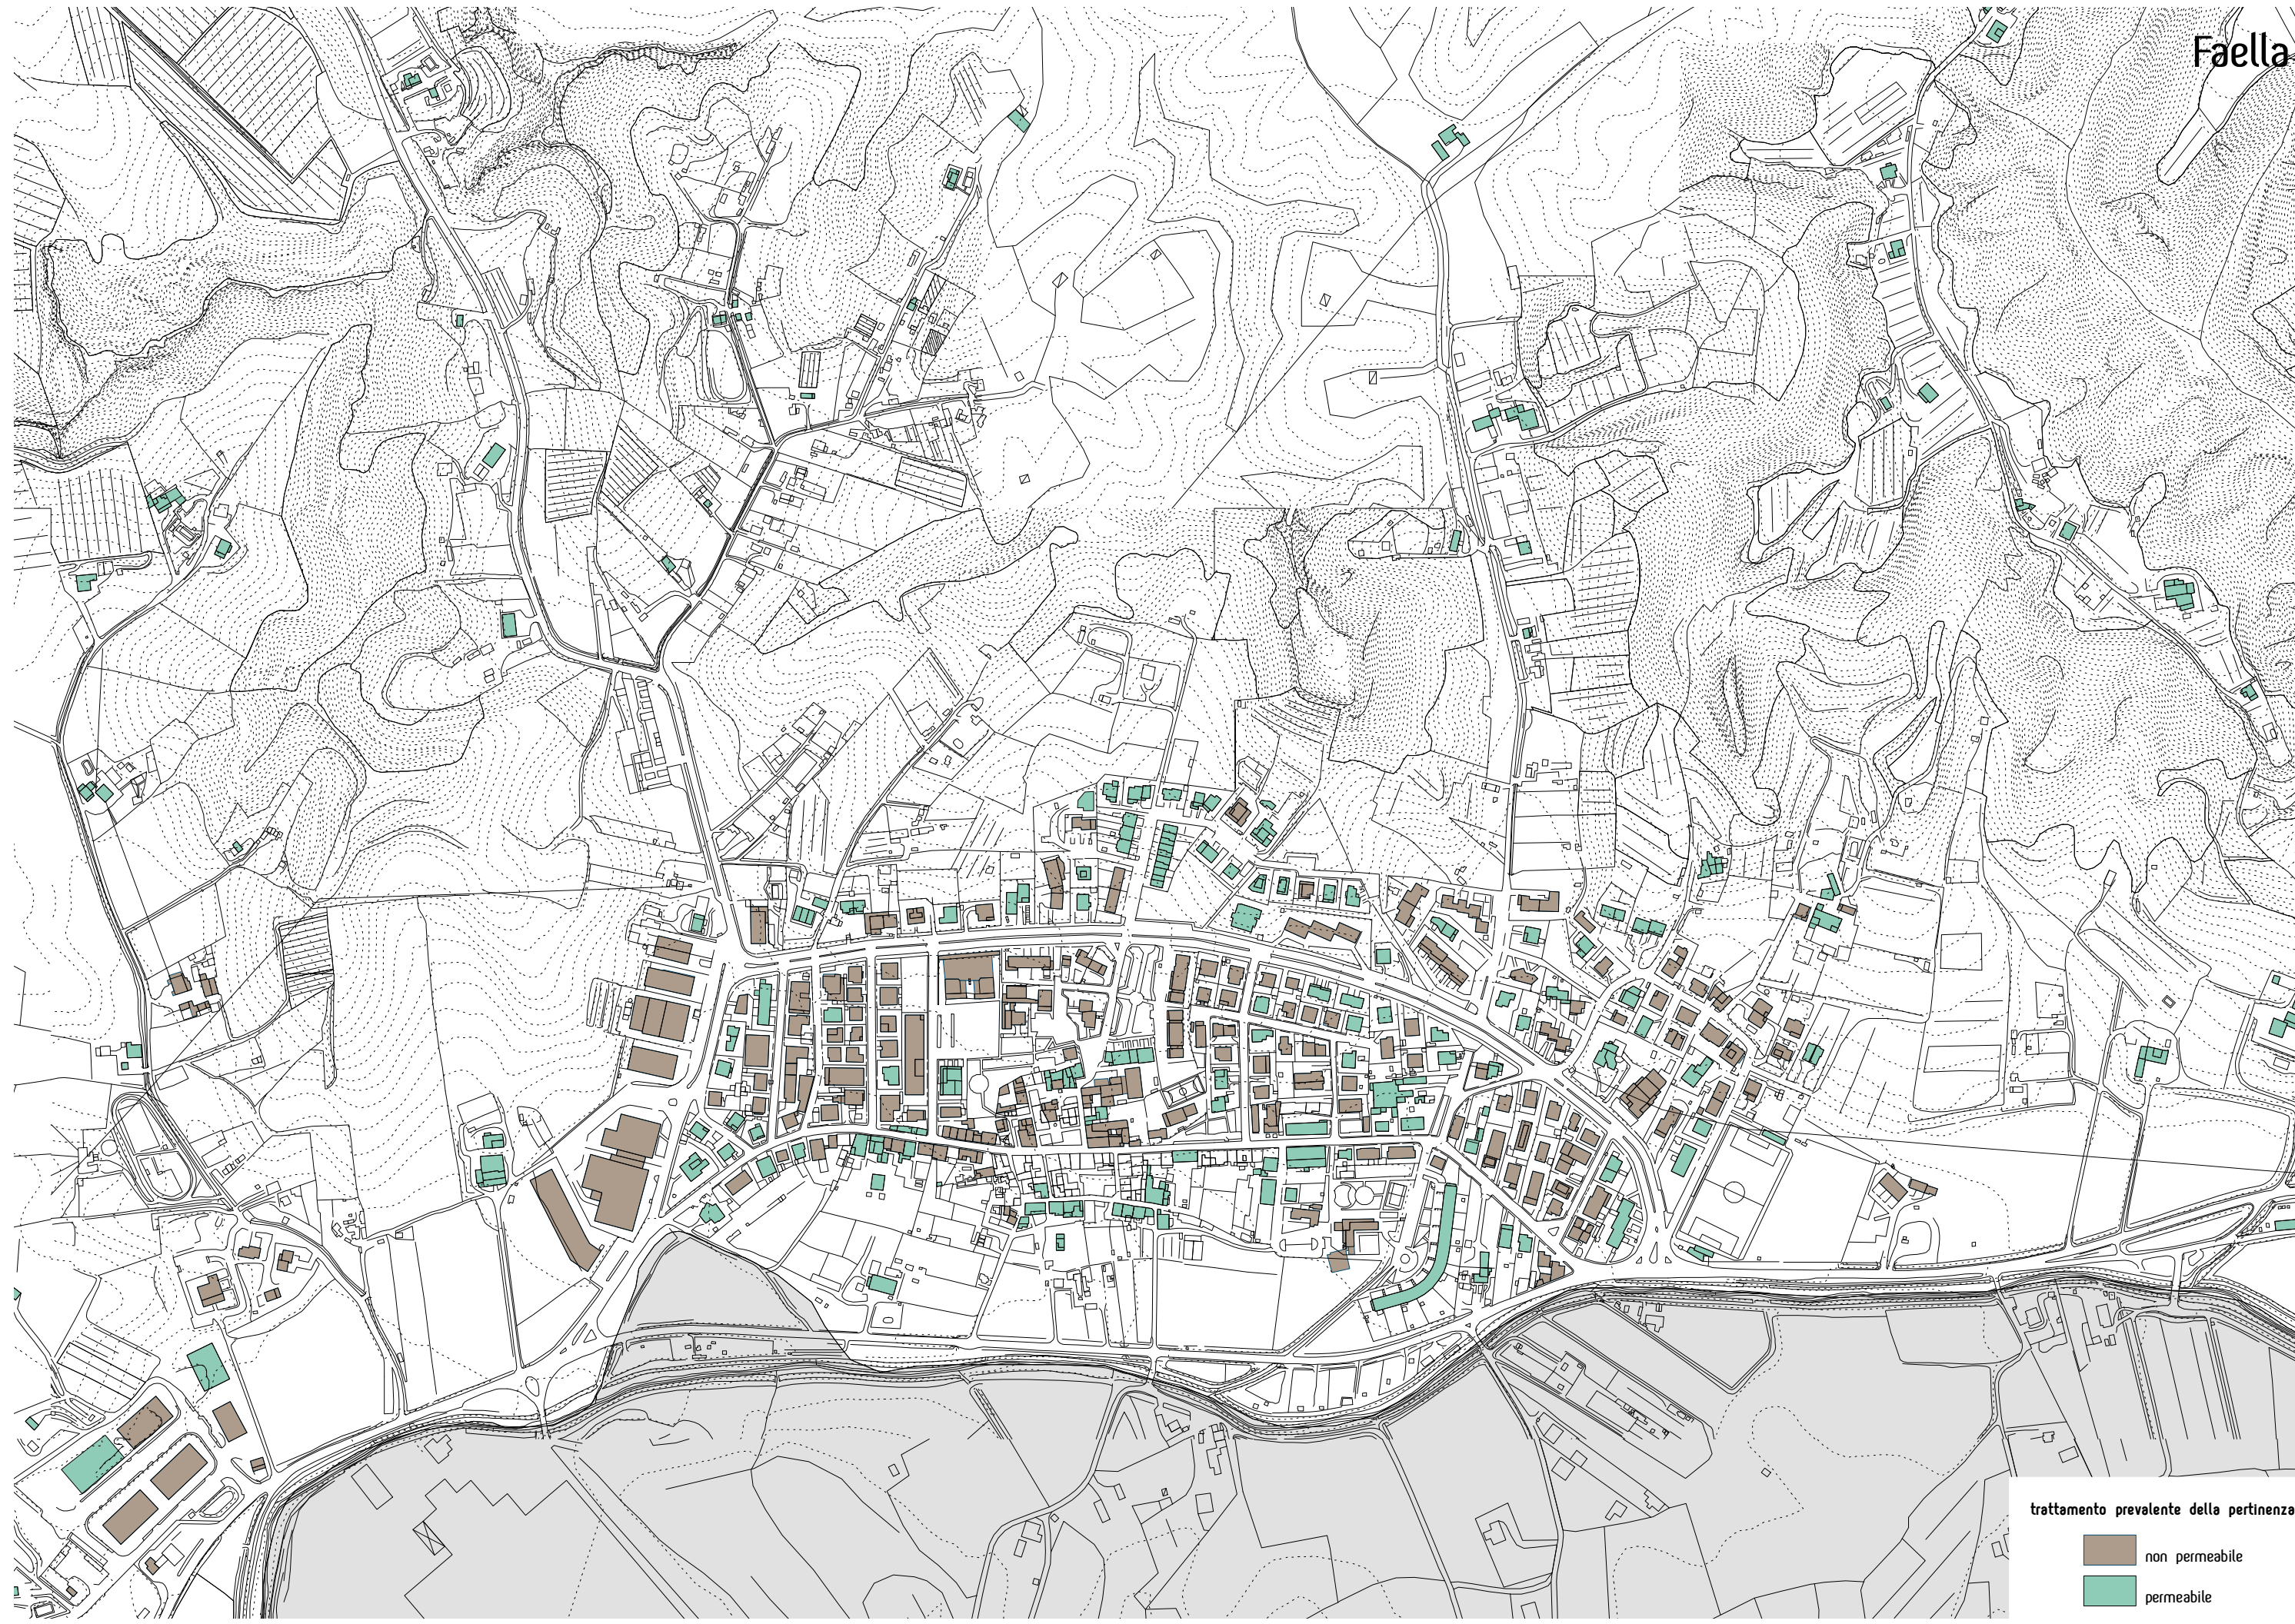 Faella
trattamento prevalente della pertinenza
non permeabile
permeabile